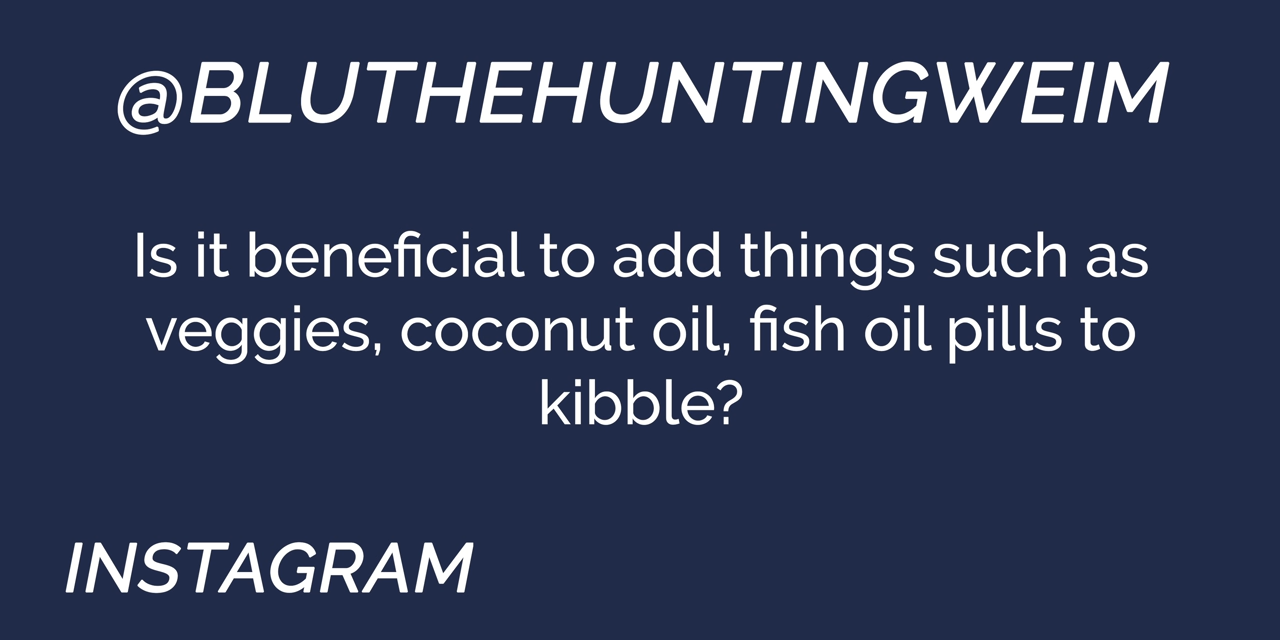 @BLUTHEHUNTINGWEIM
Is it beneficial to add things such as
veggies, coconut oil, fish oil pills to
kibble?
INSTAGRAM